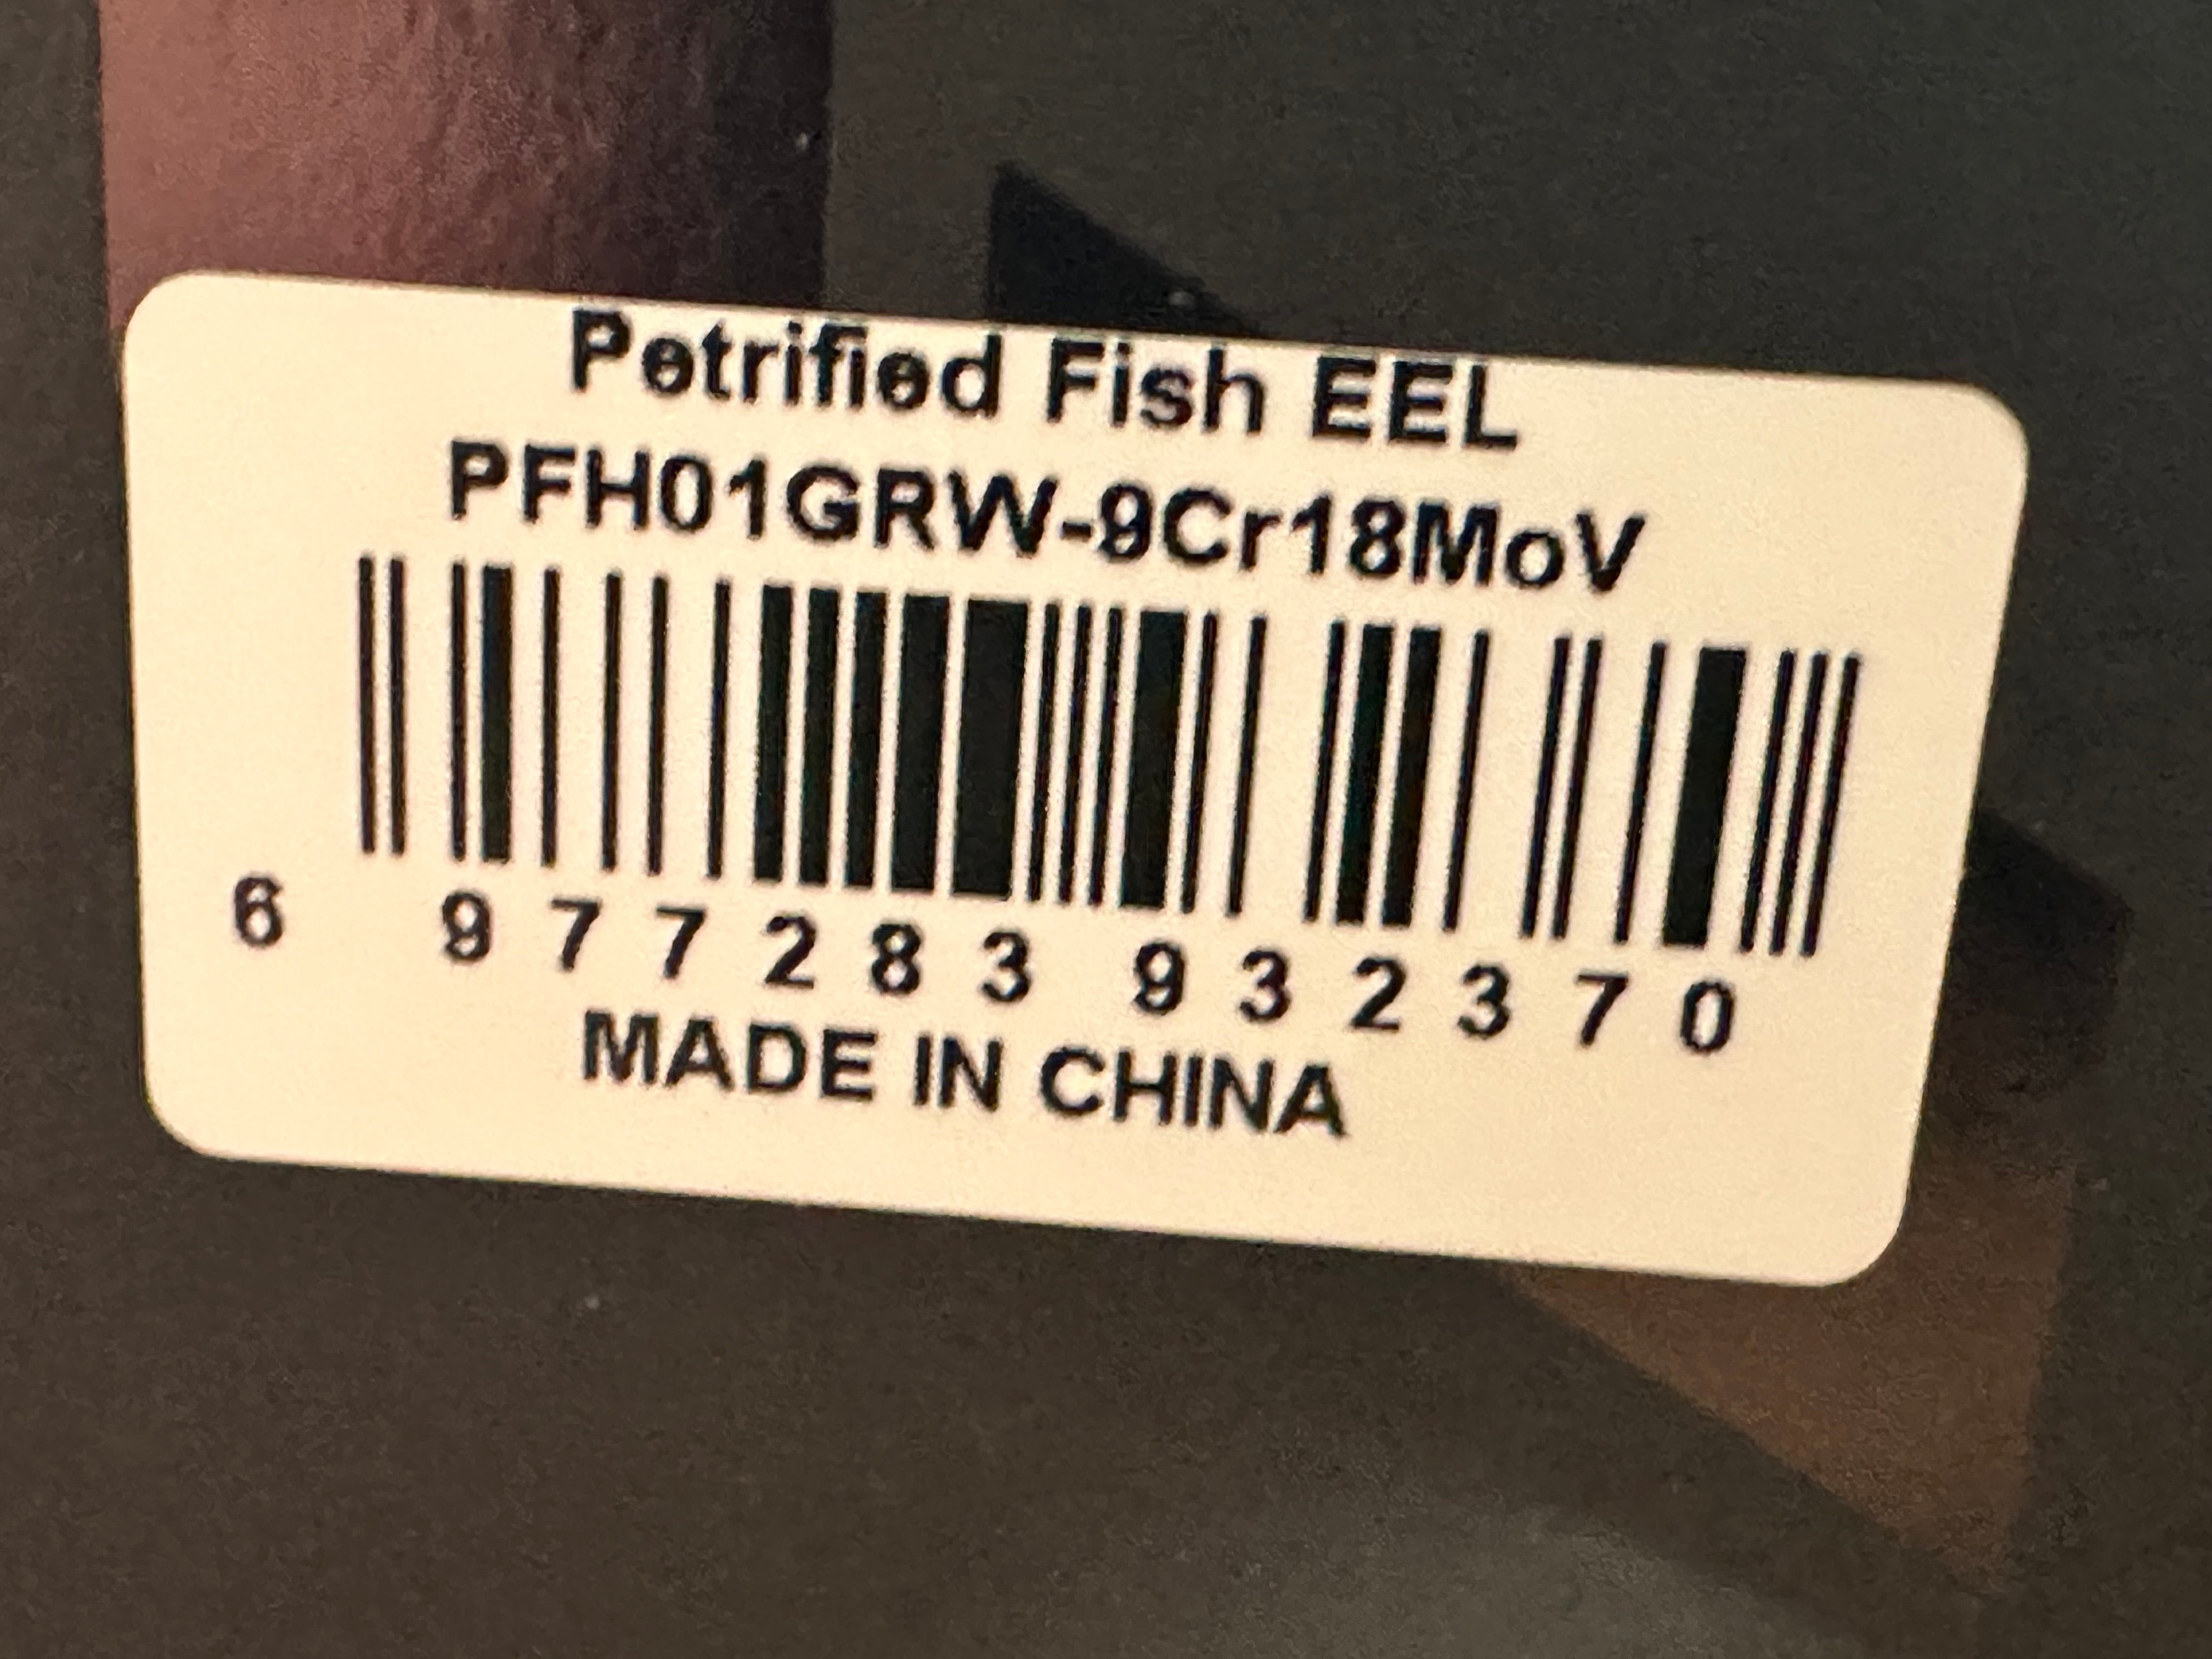 Petrified Fish EEL
PFH01GRW-9Cr18MoV
6 977283 932370
MADE IN CHINA